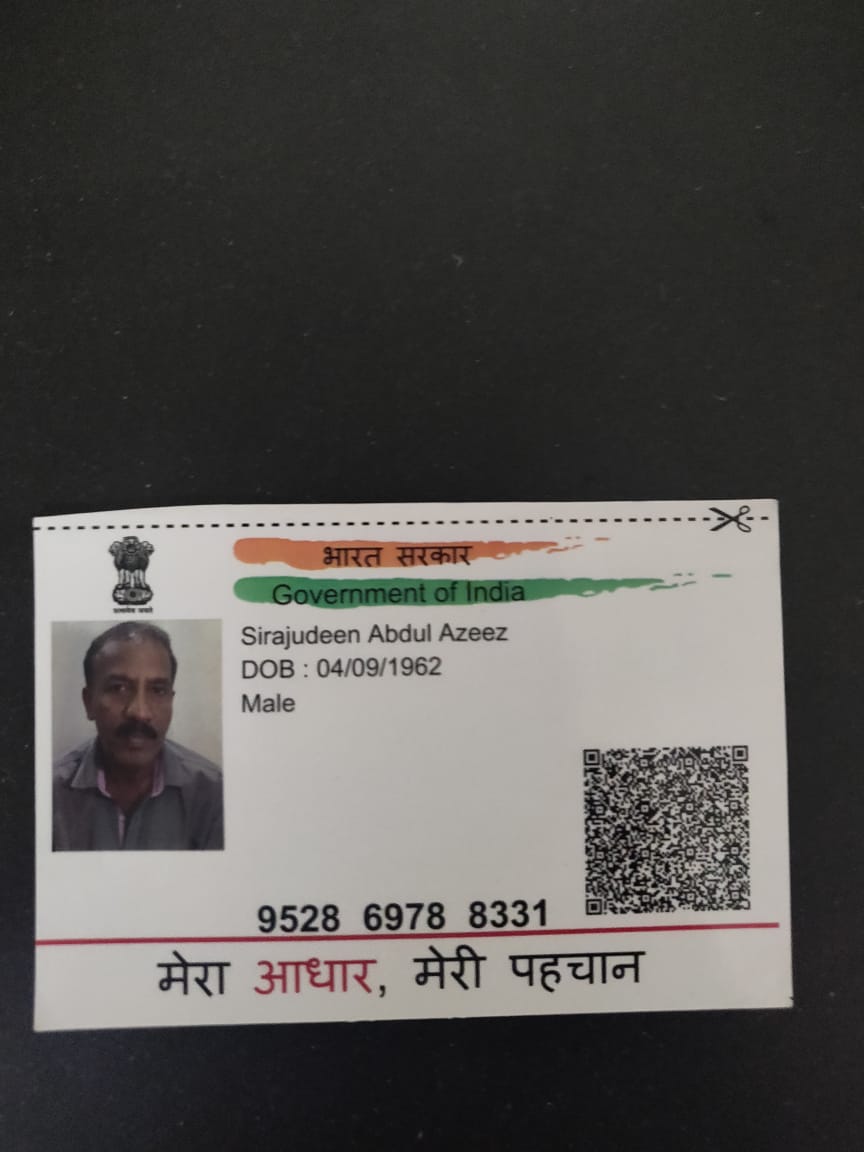 सत्यमेव जयते
भारत सरकार
Government of India
Sirajudeen Abdul Azeez
DOB : 04/09/1962
Male
9528 6978 8331
मेरा आधार, मेरी पहचान